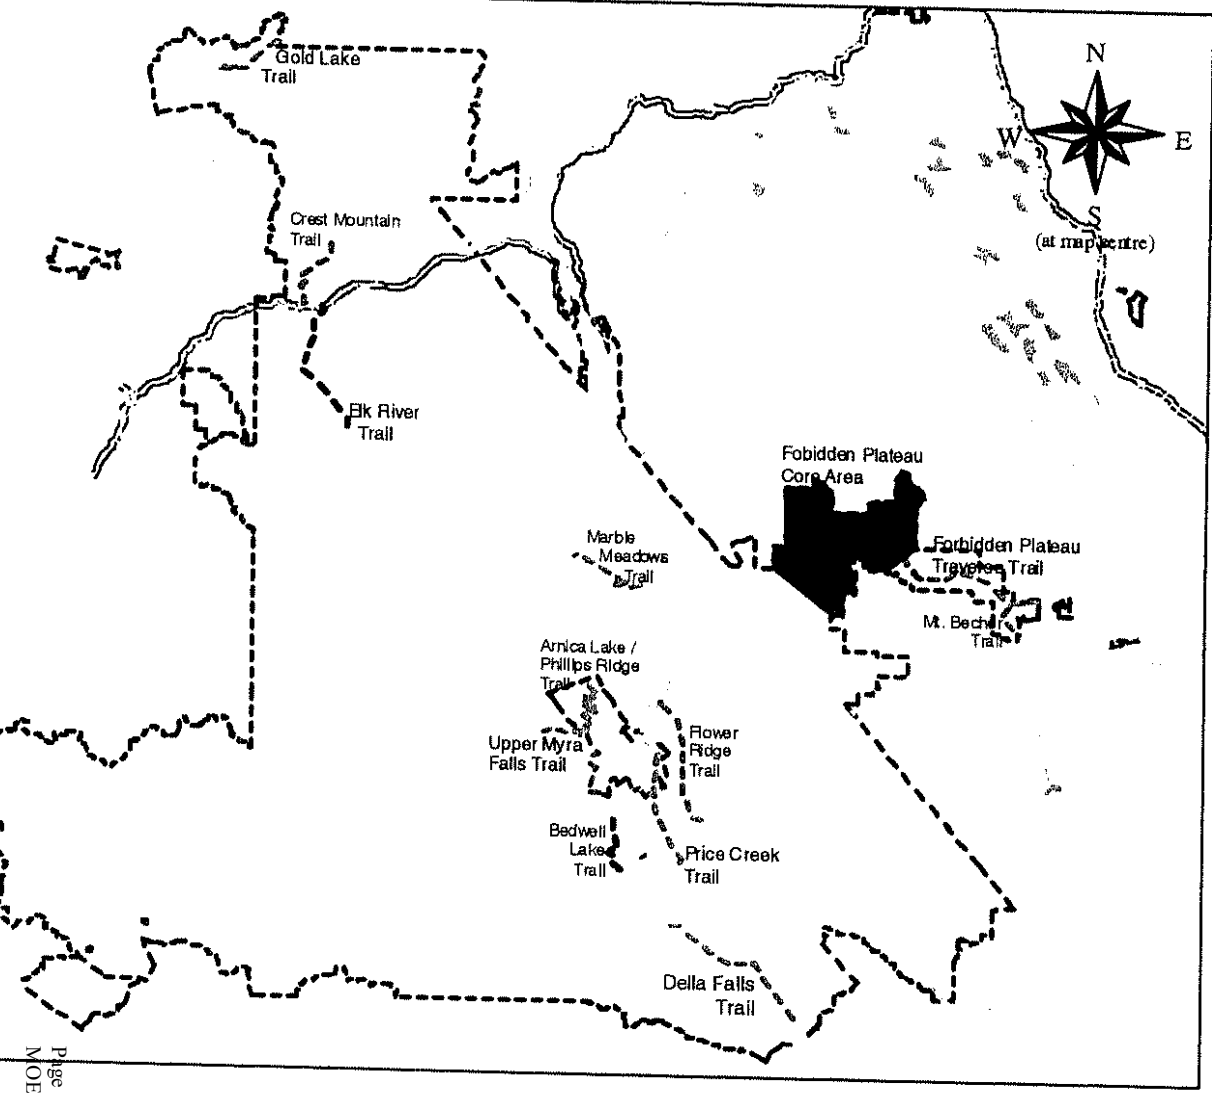 Gold Lake
Trail
N
W
E
S
(at map centre)
Crest Mountain
Trail
Elk River
Trail
Fobidden Plateau
Core Area
Marble
Meadows
Trail
Forbidden Plateau
Traverse Trail
Mt. Becher
Trail
Arnica Lake /
Phillips Ridge
Trail
Upper Myra
Falls Trail
Flower
Ridge
Trail
Bedwell
Lake
Trail
Price Creek
Trail
Della Falls
Trail
Page
MOE